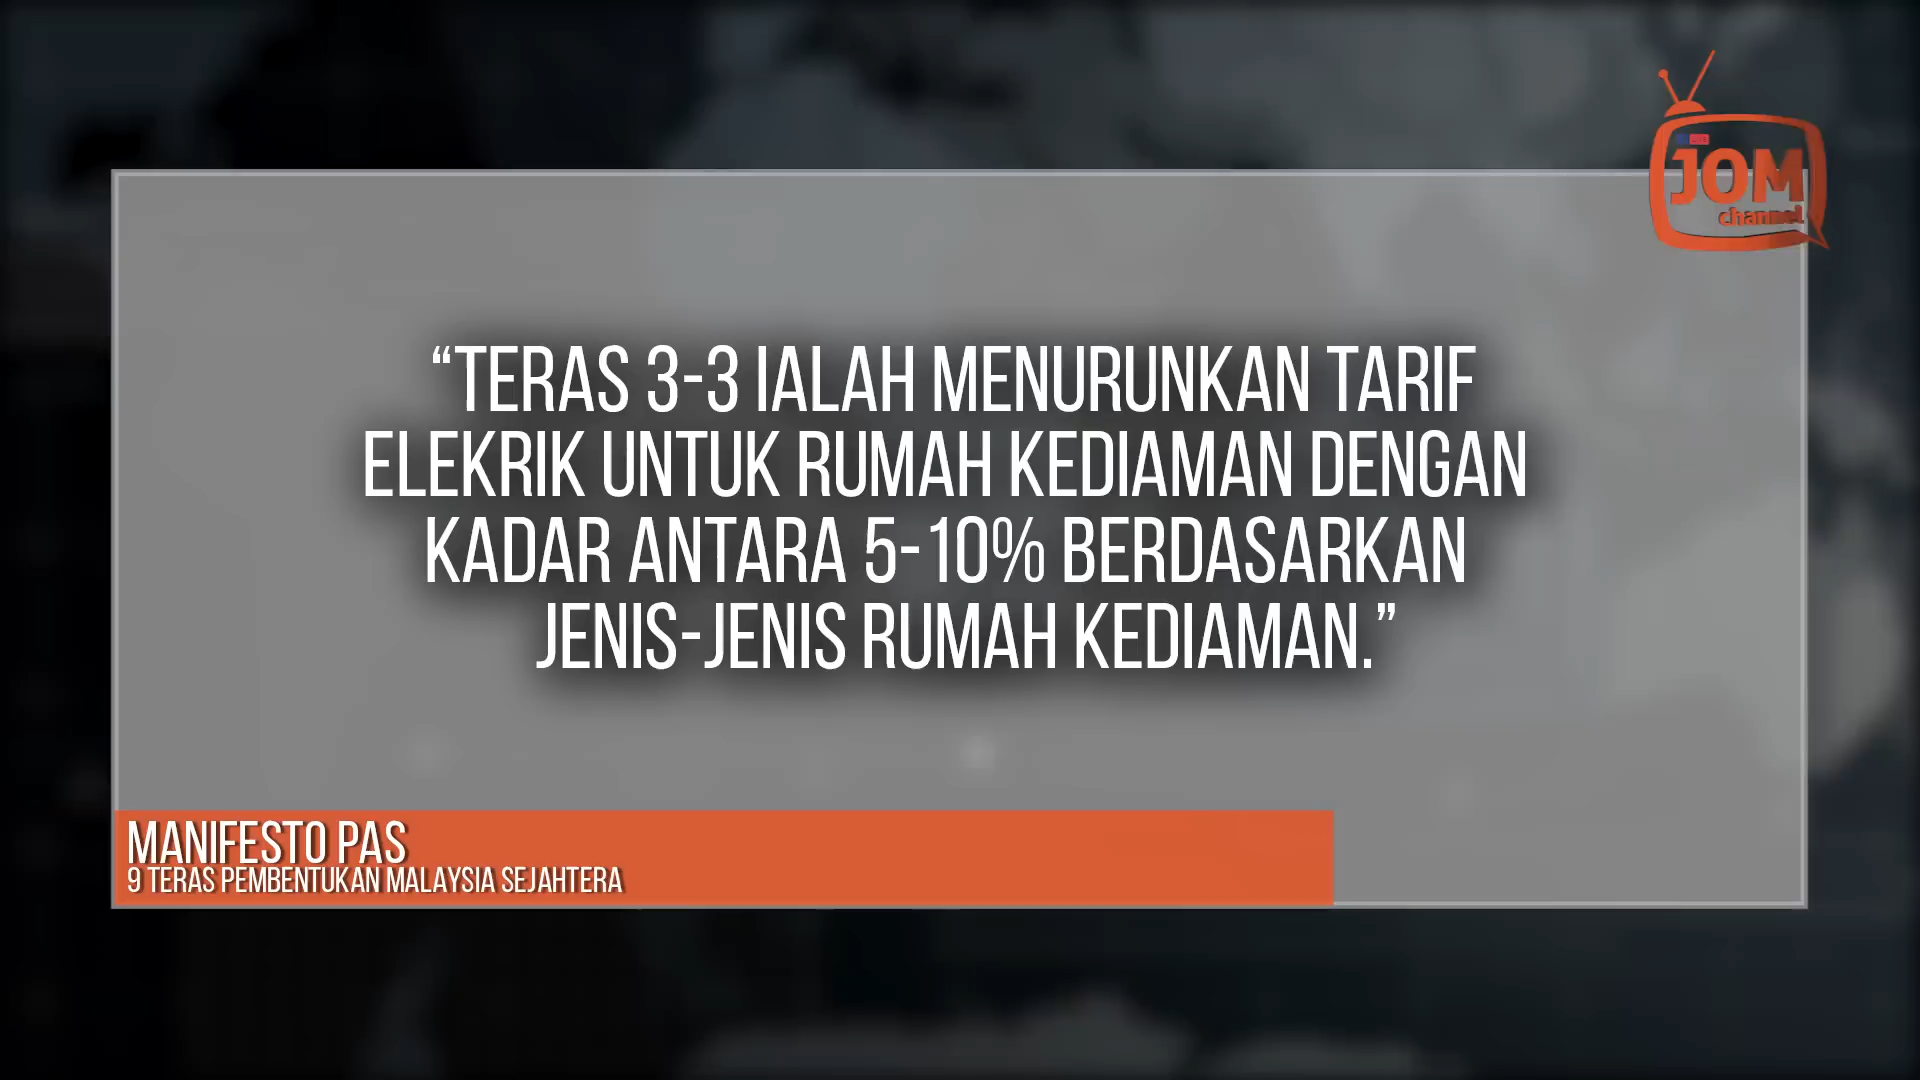 JOM
channel
“TERAS 3-3 IALAH MENURUNKAN TARIF
ELEKRIK UNTUK RUMAH KEDIAMAN DENGAN
KADAR ANTARA 5-10% BERDASARKAN
JENIS-JENIS RUMAH KEDIAMAN.”
MANIFESTO PAS
9 TERAS PEMBENTUKAN MALAYSIA SEJAHTERA